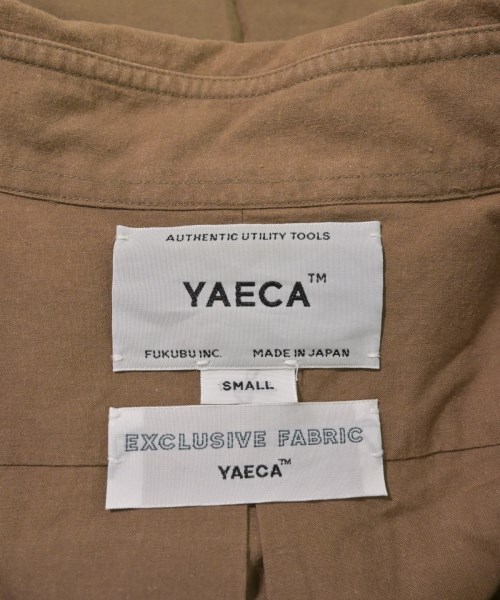 AUTHENTIC UTILITY TOOLS
YAECA™
FUKUBU INC. MADE IN JAPAN
SMALL
EXCLUSIVE FABRIC
YAECA™